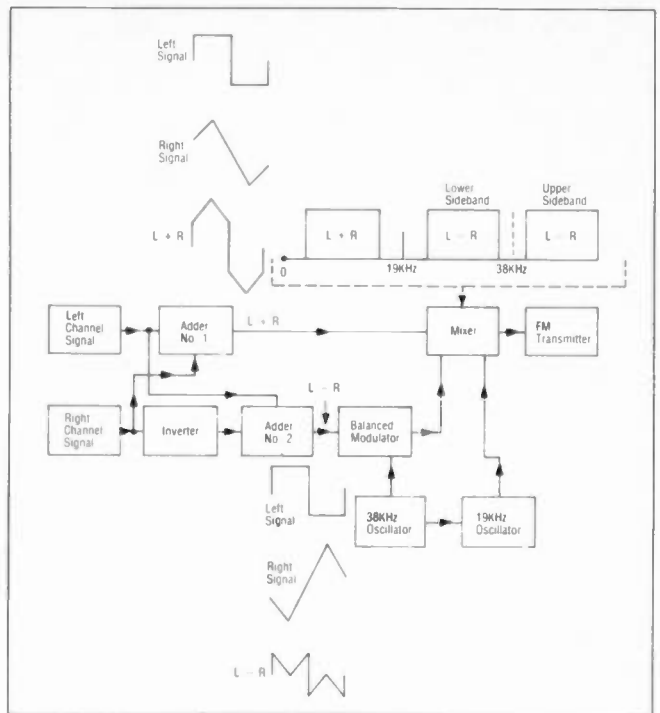 Left
Signal
Right
Signal
L + R
Lower
Sideband
Upper
Sideband
L + R
L − R
L − R
0
19KHz
38KHz
Left
Channel
Signal
Adder
No. 1
L + R
Mixer
FM
Transmitter
L − R
Right
Channel
Signal
Inverter
Adder
No. 2
Balanced
Modulator
Left
Signal
38KHz
Oscillator
19KHz
Oscillator
Right
Signal
L − R